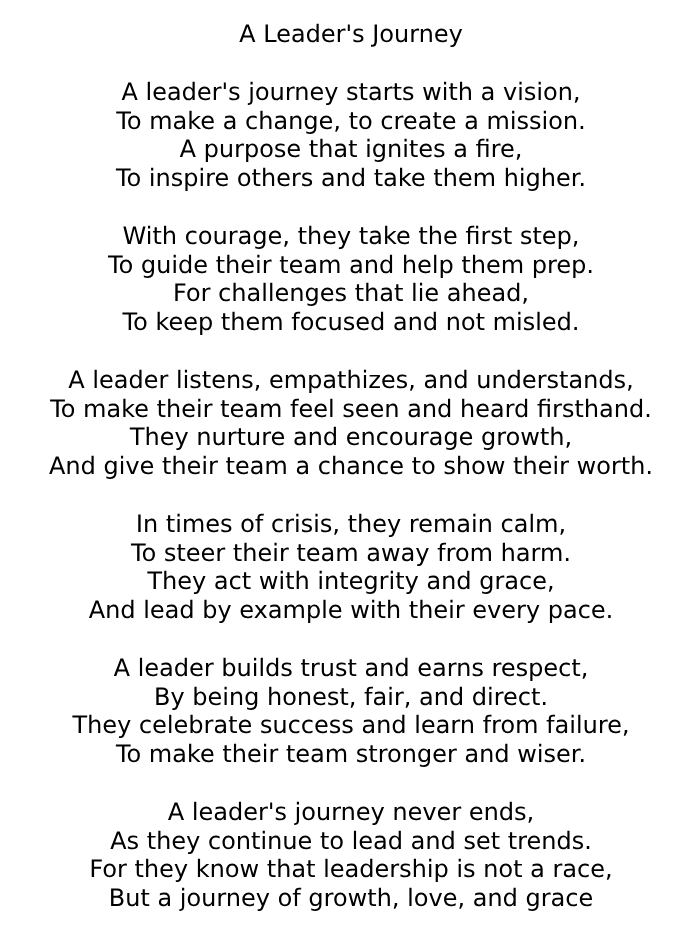 A Leader's Journey

A leader's journey starts with a vision,
To make a change, to create a mission.
A purpose that ignites a fire,
To inspire others and take them higher.

With courage, they take the first step,
To guide their team and help them prep.
For challenges that lie ahead,
To keep them focused and not misled.

A leader listens, empathizes, and understands,
To make their team feel seen and heard firsthand.
They nurture and encourage growth,
And give their team a chance to show their worth.

In times of crisis, they remain calm,
To steer their team away from harm.
They act with integrity and grace,
And lead by example with their every pace.

A leader builds trust and earns respect,
By being honest, fair, and direct.
They celebrate success and learn from failure,
To make their team stronger and wiser.

A leader's journey never ends,
As they continue to lead and set trends.
For they know that leadership is not a race,
But a journey of growth, love, and grace